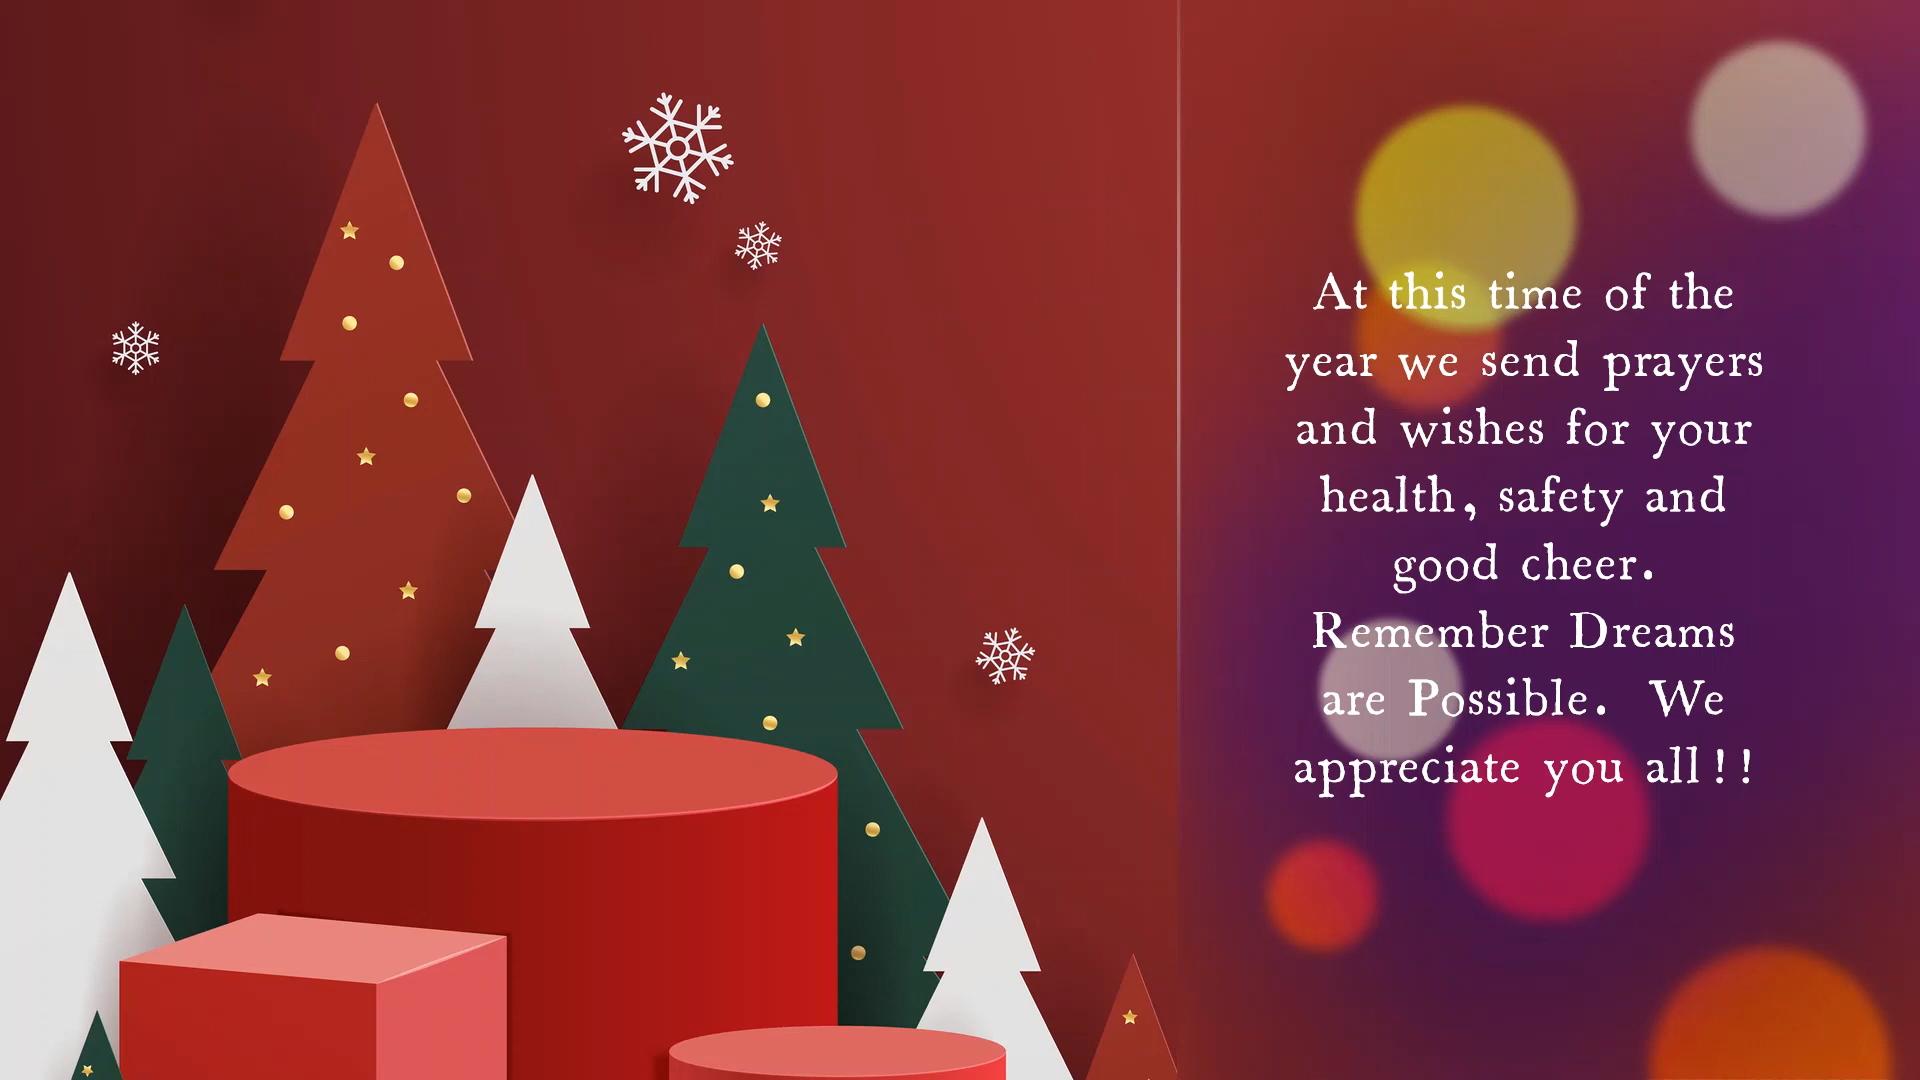 At this time of the
year we send prayers
and wishes for your
health, safety and
good cheer.
Remember Dreams
are Possible.  We
appreciate you all!!